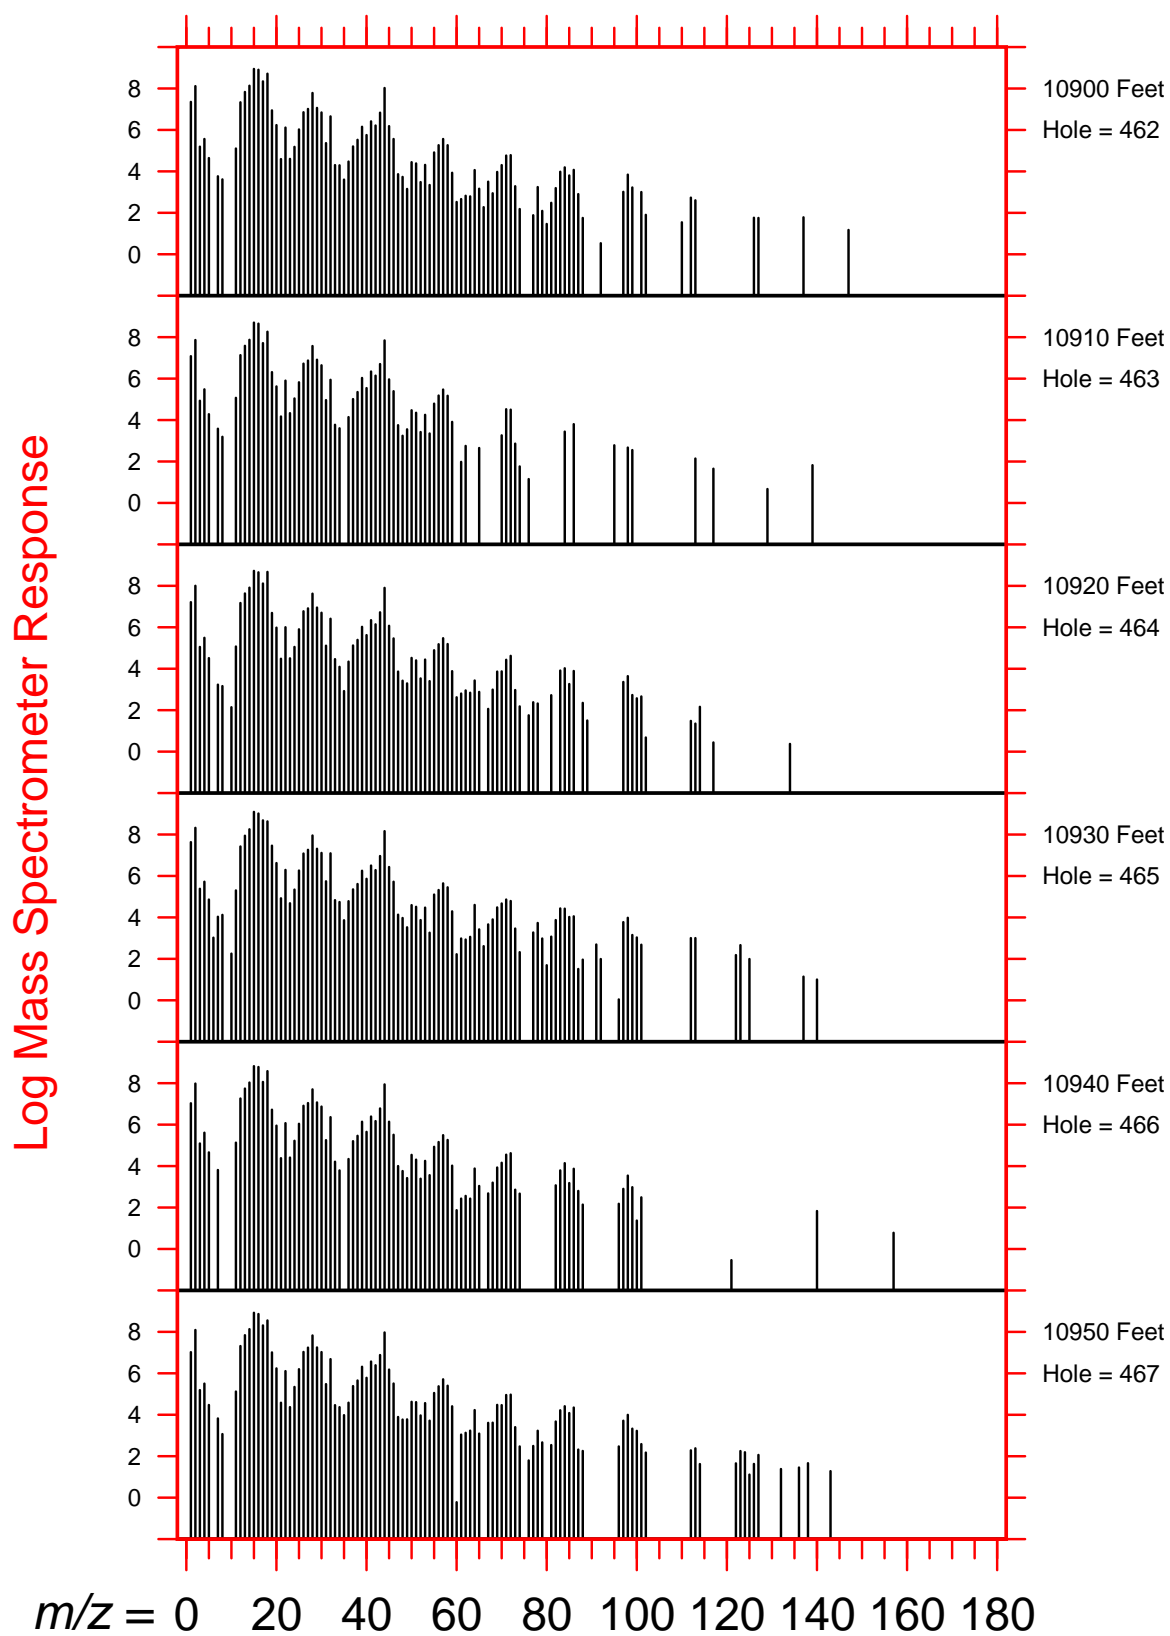 8
6
4
2
0
10900 Feet
Hole = 462
8
6
4
2
0
10910 Feet
Hole = 463
8
6
4
2
0
10920 Feet
Hole = 464
8
6
4
2
0
10930 Feet
Hole = 465
8
6
4
2
0
10940 Feet
Hole = 466
8
6
4
2
0
10950 Feet
Hole = 467
Log Mass Spectrometer Response
m/z = 0 20 40 60 80 100 120 140 160 180